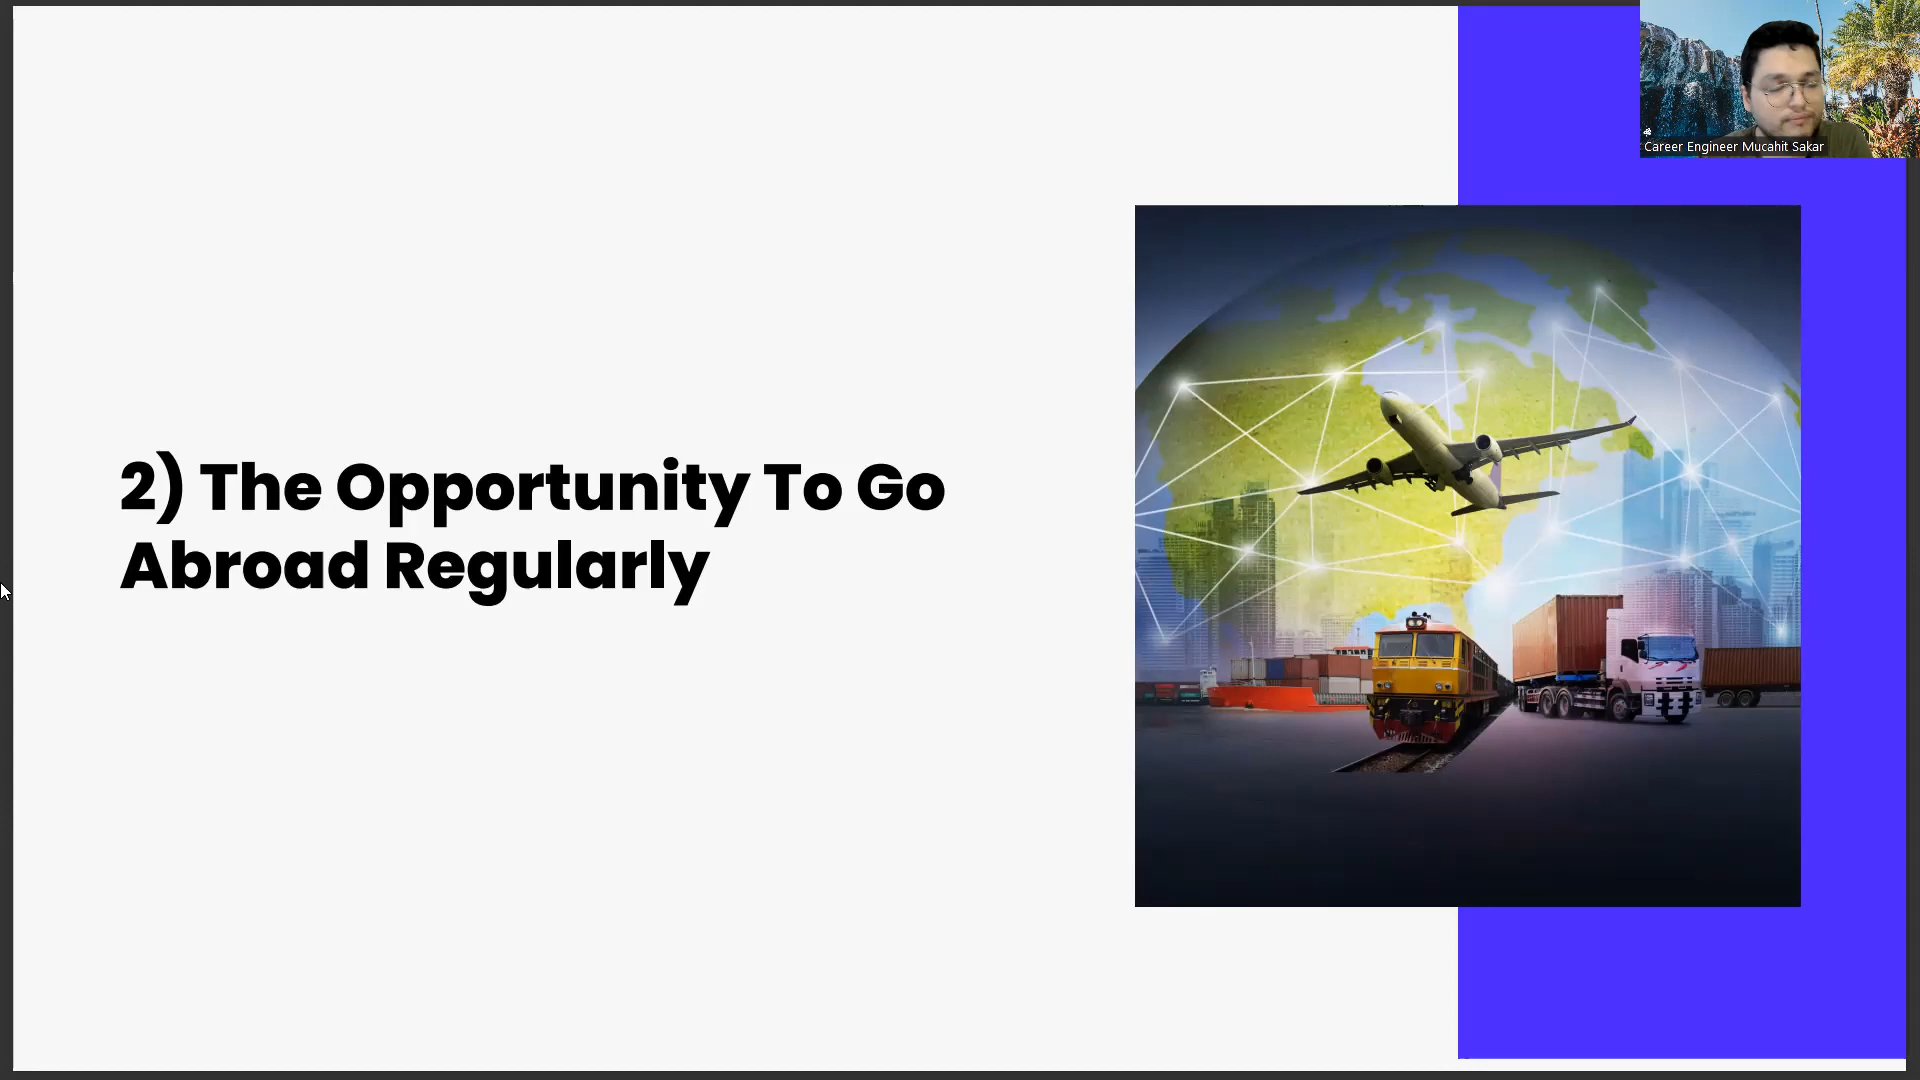 Career Engineer Mucahit Sakar
2) The Opportunity To Go
Abroad Regularly